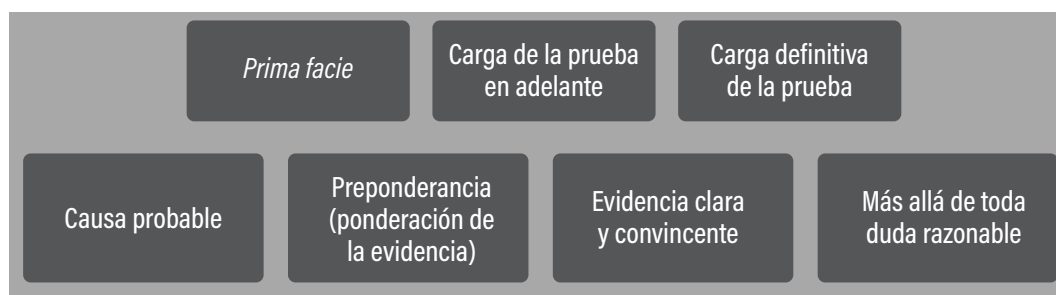 Prima facie
Carga de la prueba
en adelante
Carga definitiva
de la prueba
Causa probable
Preponderancia
(ponderación de
la evidencia)
Evidencia clara
y convincente
Más allá de toda
duda razonable